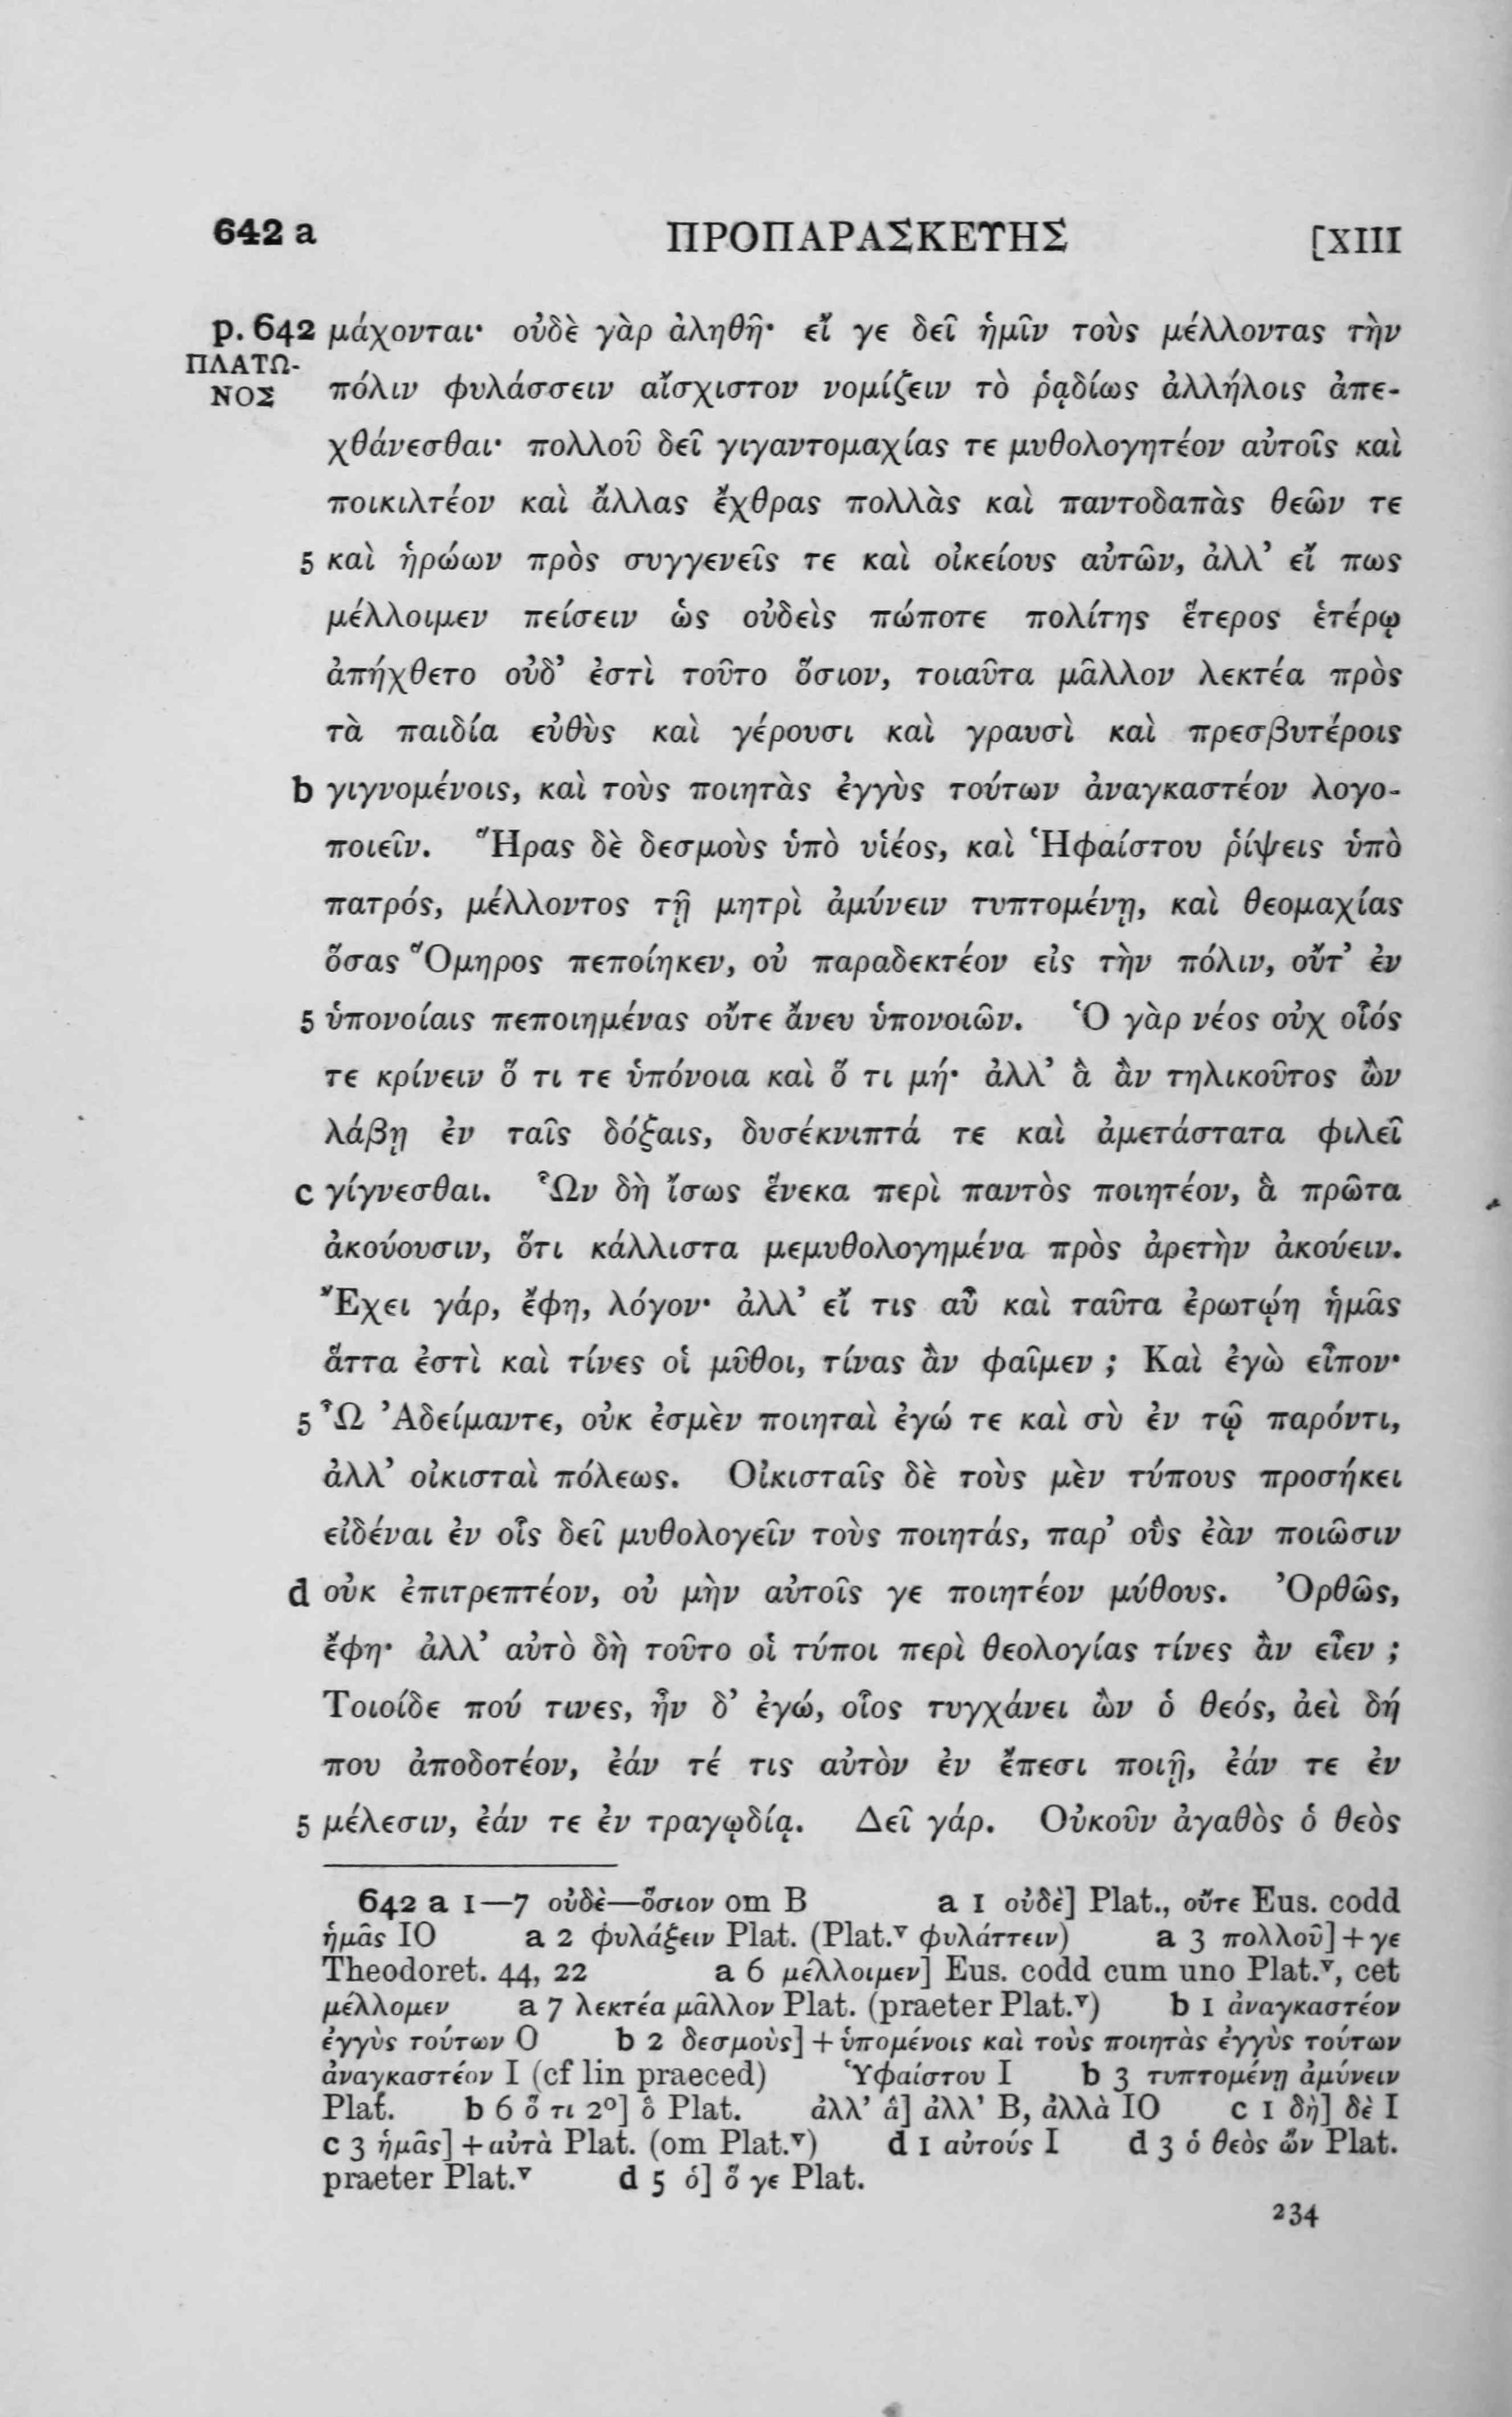 642 a ΠΡΟΠΑΡΑΣΚΕΥΗΣ [XIII
p. 642 μάχονται· οὐδὲ γὰρ ἀληθῆ· εἴ γε δεῖ ἡμῖν τοὺς μέλλοντας τὴν
ΠΛΑΤΩ-
ΝΟΣ πόλιν φυλάσσειν αἴσχιστον νομίζειν τὸ ῥᾳδίως ἀλλήλοις ἀπε-
χθάνεσθαι· πολλοῦ δεῖ γιγαντομαχίας τε μυθολογητέον αὐτοῖς καὶ
ποικιλτέον καὶ ἄλλας ἔχθρας πολλὰς καὶ παντοδαπὰς θεῶν τε
5 καὶ ἡρώων πρὸς συγγενεῖς τε καὶ οἰκείους αὐτῶν, ἀλλ’ εἴ πως
μέλλοιμεν πείσειν ὡς οὐδεὶς πώποτε πολίτης ἕτερος ἑτέρῳ
ἀπήχθετο οὐδ’ ἐστὶ τοῦτο ὅσιον, τοιαῦτα μᾶλλον λεκτέα πρὸς
τὰ παιδία εὐθὺς καὶ γέρουσι καὶ γραυσὶ καὶ πρεσβυτέροις
b γιγνομένοις, καὶ τοὺς ποιητὰς ἐγγὺς τούτων ἀναγκαστέον λογο-
ποιεῖν. Ἥρας δὲ δεσμοὺς ὑπὸ υἱέος, καὶ Ἡφαίστου ῥίψεις ὑπὸ
πατρός, μέλλοντος τῇ μητρὶ ἀμύνειν τυπτομένῃ, καὶ θεομαχίας
ὅσας Ὅμηρος πεποίηκεν, οὐ παραδεκτέον εἰς τὴν πόλιν, οὔτ’ ἐν
5 ὑπονοίαις πεποιημένας οὔτε ἄνευ ὑπονοιῶν. Ὁ γὰρ νέος οὐχ οἷός
τε κρίνειν ὅ τι τε ὑπόνοια καὶ ὅ τι μή· ἀλλ’ ἃ ἂν τηλικοῦτος ὢν
λάβῃ ἐν ταῖς δόξαις, δυσέκνιπτά τε καὶ ἀμετάστατα φιλεῖ
c γίγνεσθαι. Ὧν δὴ ἴσως ἕνεκα περὶ παντὸς ποιητέον, ἃ πρῶτα
ἀκούουσιν, ὅτι κάλλιστα μεμυθολογημένα πρὸς ἀρετὴν ἀκούειν.
Ἔχει γάρ, ἔφη, λόγον· ἀλλ’ εἴ τις αὖ καὶ ταῦτα ἐρωτῴη ἡμᾶς
ἅττα ἐστὶ καὶ τίνες οἱ μῦθοι, τίνας ἂν φαῖμεν ; Καὶ ἐγὼ εἶπον·
5 Ὦ Ἀδείμαντε, οὐκ ἐσμὲν ποιηταὶ ἐγώ τε καὶ σὺ ἐν τῷ παρόντι,
ἀλλ’ οἰκισταὶ πόλεως. Οἰκισταῖς δὲ τοὺς μὲν τύπους προσήκει
εἰδέναι ἐν οἷς δεῖ μυθολογεῖν τοὺς ποιητάς, παρ’ οὓς ἐὰν ποιῶσιν
d οὐκ ἐπιτρεπτέον, οὐ μὴν αὐτοῖς γε ποιητέον μύθους. Ὀρθῶς,
ἔφη· ἀλλ’ αὐτὸ δὴ τοῦτο οἱ τύποι περὶ θεολογίας τίνες ἂν εἶεν ;
Τοιοίδε πού τινες, ἦν δ’ ἐγώ, οἷος τυγχάνει ὢν ὁ θεός, ἀεὶ δή
που ἀποδοτέον, ἐάν τέ τις αὐτὸν ἐν ἔπεσι ποιῇ, ἐάν τε ἐν
5 μέλεσιν, ἐάν τε ἐν τραγῳδίᾳ. Δεῖ γάρ. Οὐκοῦν ἀγαθὸς ὁ θεὸς
642 a 1—7 οὐδὲ—ὅσιον om B a 1 οὐδὲ] Plat., οὔτε Eus. codd
ἡμᾶς IO a 2 φυλάξειν Plat. (Plat.ᵛ φυλάττειν) a 3 πολλοῦ]+γε
Theodoret. 44, 22 a 6 μέλλοιμεν] Eus. codd cum uno Plat.ᵛ, cet
μέλλομεν a 7 λεκτέα μᾶλλον Plat. (praeter Plat.ᵛ) b 1 ἀναγκαστέον
ἐγγὺς τούτων O b 2 δεσμοὺς]+ὑπομένοις καὶ τοὺς ποιητὰς ἐγγὺς τούτων
ἀναγκαστέον I (cf lin praeced) Ὑφαίστου I b 3 τυπτομένῃ ἀμύνειν
Plat. b 6 ὅ τι 2º] ὃ Plat. ἀλλ’ ἃ] ἀλλ’ B, ἀλλὰ IO c 1 δὴ] δὲ I
c 3 ἡμᾶς]+αὐτὰ Plat. (om Plat.ᵛ) d 1 αὐτούς I d 3 ὁ θεὸς ὢν Plat.
praeter Plat.ᵛ d 5 ὁ] ὅ γε Plat.
234